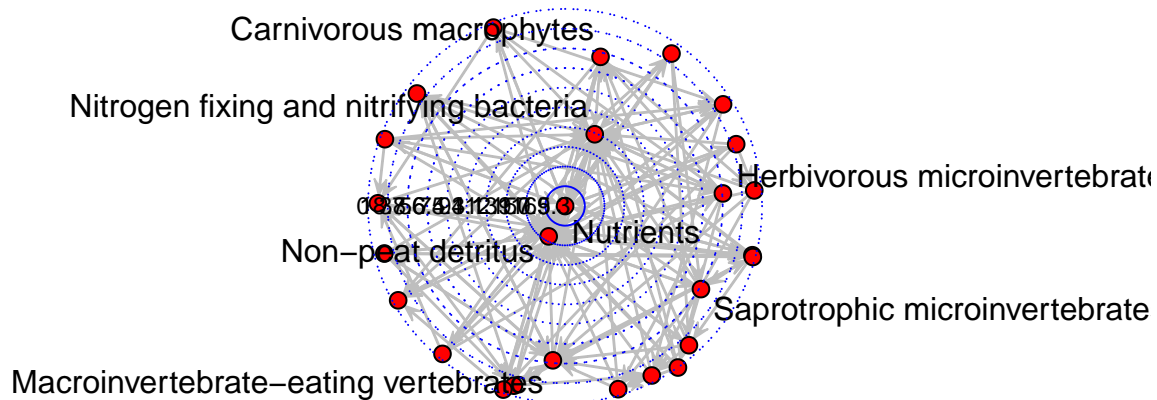 Carnivorous macrophytes
Nitrogen fixing and nitrifying bacteria
Herbivorous microinvertebrate
Nutrients
Non−peat detritus
Saprotrophic microinvertebrate
Macroinvertebrate−eating vertebrates